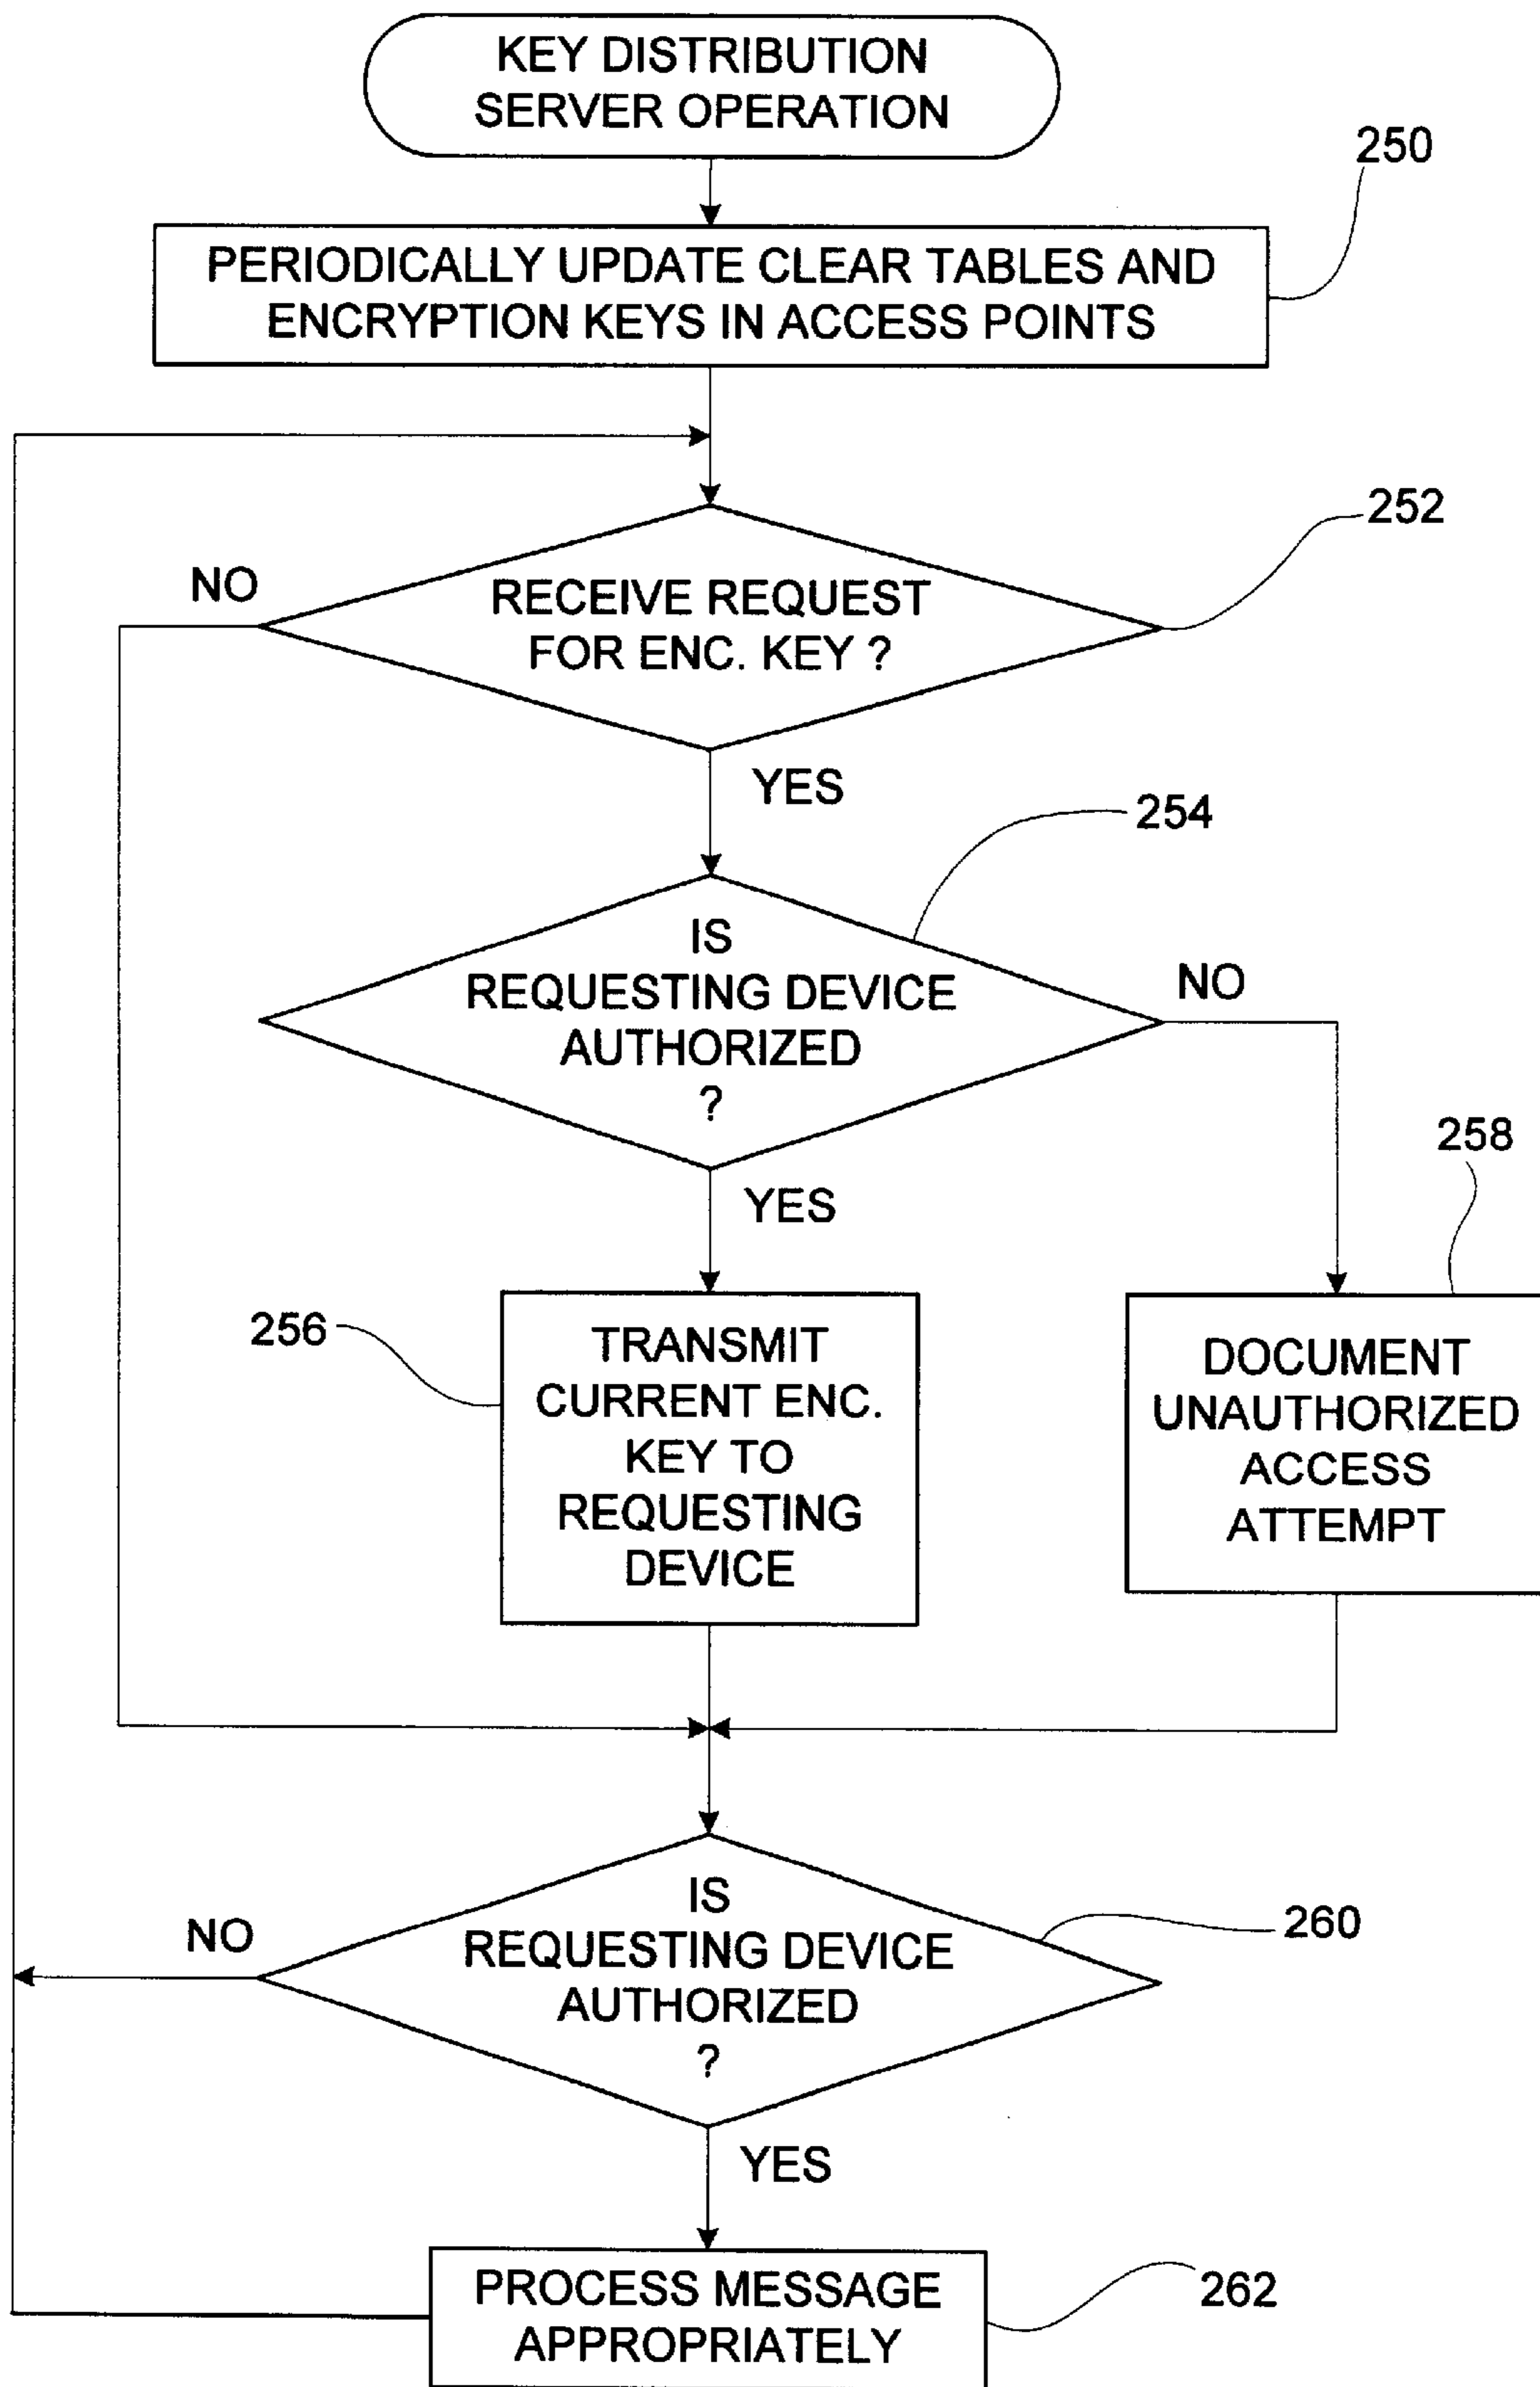 KEY DISTRIBUTION
SERVER OPERATION
250
PERIODICALLY UPDATE CLEAR TABLES AND
ENCRYPTION KEYS IN ACCESS POINTS
252
NO
RECEIVE REQUEST
FOR ENC. KEY ?
YES
254
IS
REQUESTING DEVICE
AUTHORIZED
?
NO
YES
258
256
TRANSMIT
CURRENT ENC.
KEY TO
REQUESTING
DEVICE
DOCUMENT
UNAUTHORIZED
ACCESS
ATTEMPT
NO
IS
REQUESTING DEVICE
AUTHORIZED
?
260
YES
PROCESS MESSAGE
APPROPRIATELY
262